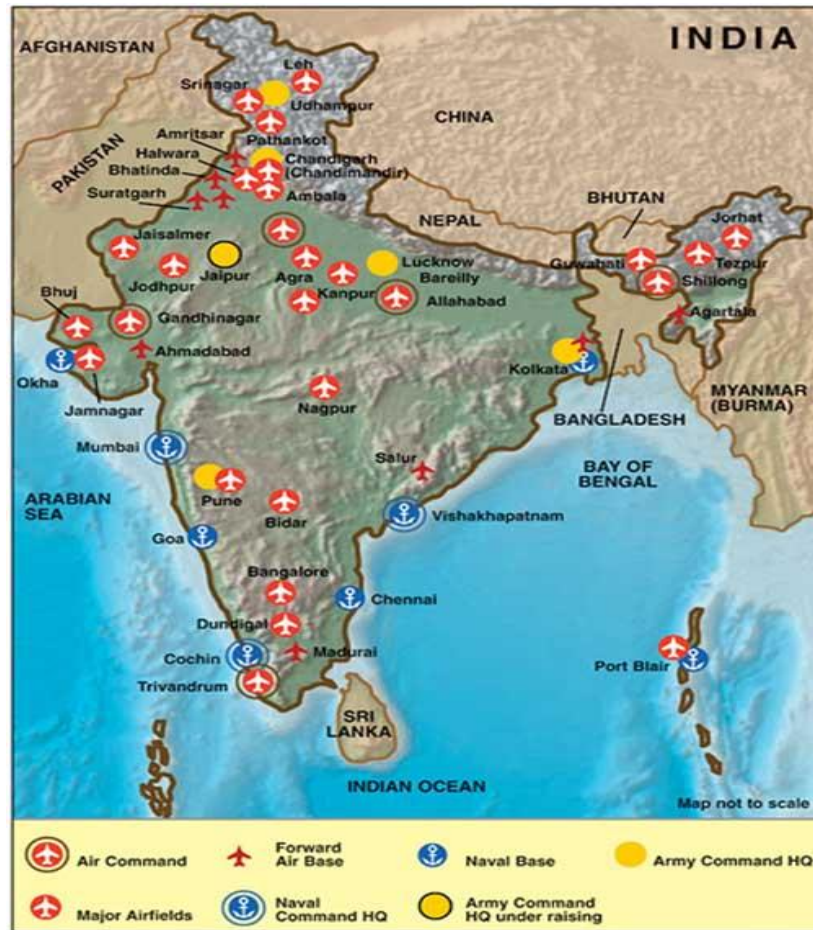 INDIA
AFGHANISTAN
Leh
Srinagar
Udhampur
CHINA
Pathankot
Amritsar
Halwara
Chandigarh
(Chandimandir)
Bhatinda
PAKISTAN
Suratgarh
Ambala
NEPAL
BHUTAN
Jorhat
Jaisalmer
Guwahati
Tezpur
Jaipur
Lucknow
Bareilly
Agra
Jodhpur
Kanpur
Shillong
Allahabad
Bhuj
Gandhinagar
Agartala
Ahmadabad
Okha
Kolkata
Jamnagar
Nagpur
MYANMAR
(BURMA)
BANGLADESH
Mumbai
Salur
BAY OF
BENGAL
ARABIAN
SEA
Pune
Bidar
Vishakhapatnam
Goa
Bangalore
Chennai
Dundigal
Madurai
Cochin
Port Blair
Trivandrum
SRI
LANKA
INDIAN OCEAN
Map not to scale
Air Command
Forward
Air Base
Naval Base
Army Command HQ
Major Airfields
Naval
Command HQ
Army Command
HQ under raising